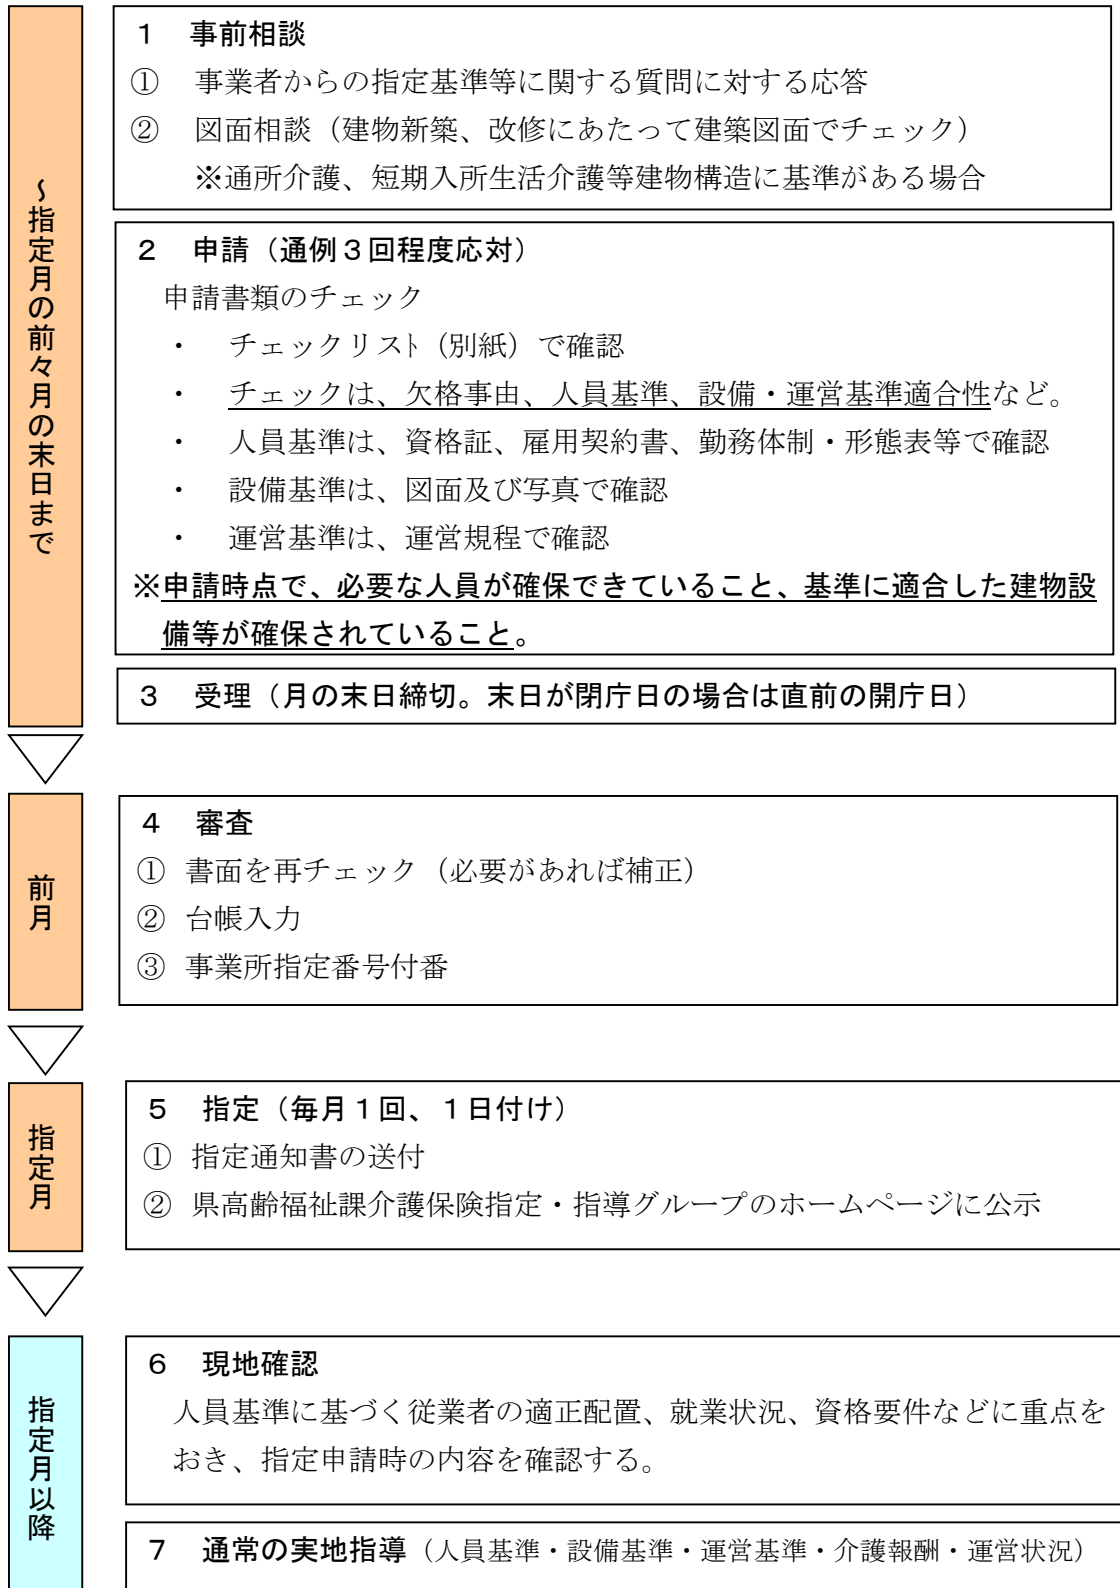 ～指定月の前々月の末日まで
１　事前相談
①　事業者からの指定基準等に関する質問に対する応答
②　図面相談（建物新築、改修にあたって建築図面でチェック）
※通所介護、短期入所生活介護等建物構造に基準がある場合
２　申請（通例３回程度応対）
申請書類のチェック
・　チェックリスﾄ（別紙）で確認
・　チェックは、欠格事由、人員基準、設備・運営基準適合性など。
・　人員基準は、資格証、雇用契約書、勤務体制・形態表等で確認
・　設備基準は、図面及び写真で確認
・　運営基準は、運営規程で確認
※申請時点で、必要な人員が確保できていること、基準に適合した建物設
備等が確保されていること。
３　受理（月の末日締切。末日が閉庁日の場合は直前の開庁日）
前月
４　審査
①　書面を再チェック（必要があれば補正）
②　台帳入力
③　事業所指定番号付番
指定月
５　指定（毎月１回、１日付け）
①　指定通知書の送付
②　県高齢福祉課介護保険指定・指導グループのホームページに公示
指定月以降
６　現地確認
人員基準に基づく従業者の適正配置、就業状況、資格要件などに重点を
おき、指定申請時の内容を確認する。
７　通常の実地指導（人員基準・設備基準・運営基準・介護報酬・運営状況）